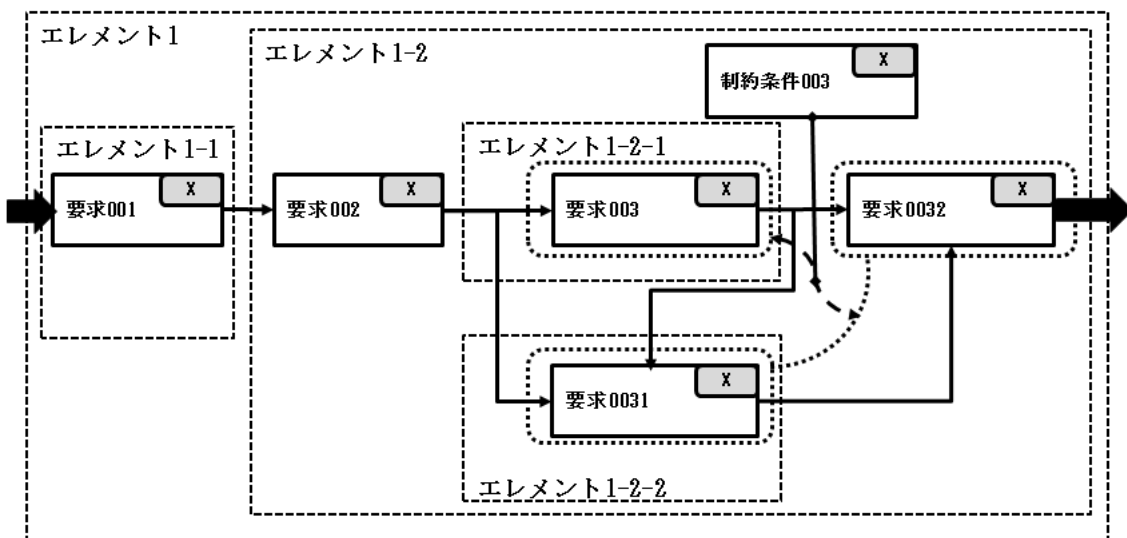 エレメント1
エレメント1-2
X
制約条件003
エレメント1-1
エレメント1-2-1
X
要求001
X
要求002
X
要求003
X
要求0032
X
要求0031
エレメント1-2-2